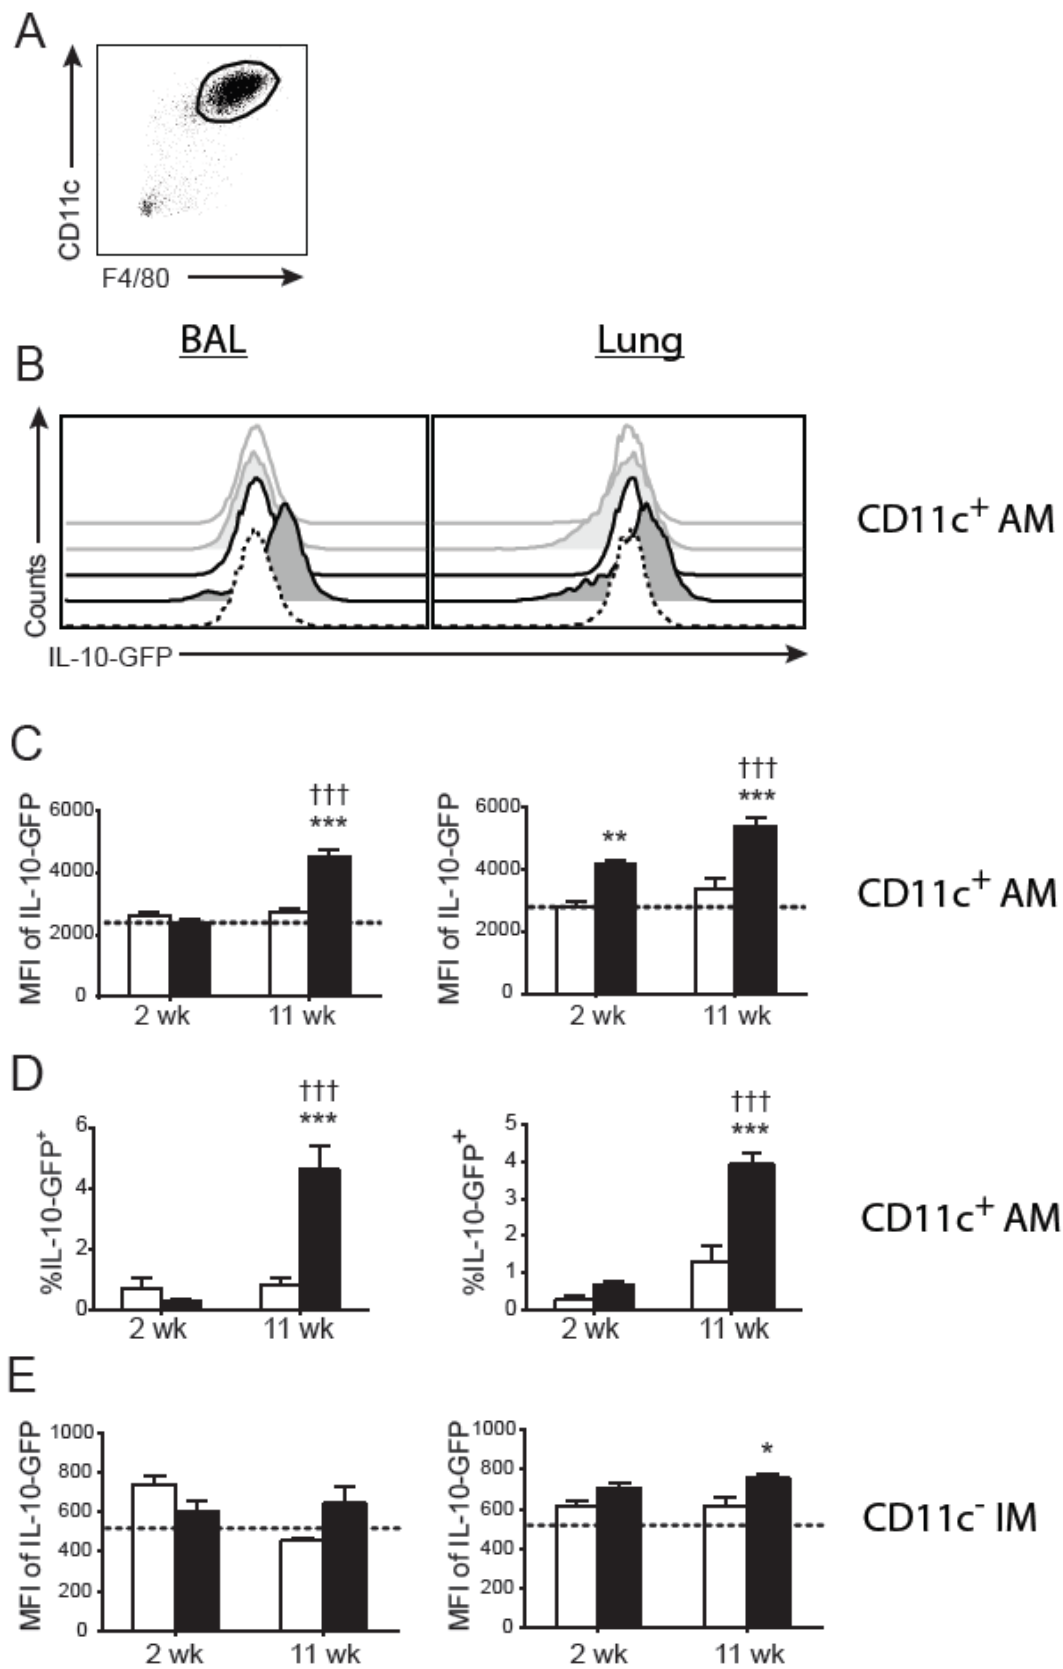 A
CD11c
F4/80
BAL
Lung
B
Counts
IL-10-GFP
CD11c+ AM
C
MFI of IL-10-GFP
6000
4000
2000
0
†††
***
2 wk
11 wk
MFI of IL-10-GFP
6000
4000
2000
0
**
†††
***
2 wk
11 wk
CD11c+ AM
D
%IL-10-GFP+
6
4
2
0
†††
***
2 wk
11 wk
%IL-10-GFP+
5
4
3
2
1
0
†††
***
2 wk
11 wk
CD11c+ AM
E
MFI of IL-10-GFP
1000
800
600
400
200
0
2 wk
11 wk
MFI of IL-10-GFP
1000
800
600
400
200
0
*
2 wk
11 wk
CD11c- IM